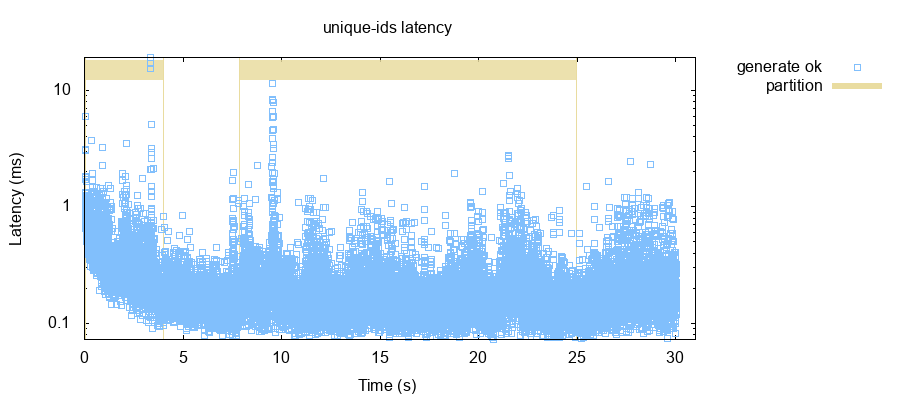 unique-ids latency
generate ok
partition
10
1
0.1
Latency (ms)
0 5 10 15 20 25 30
Time (s)